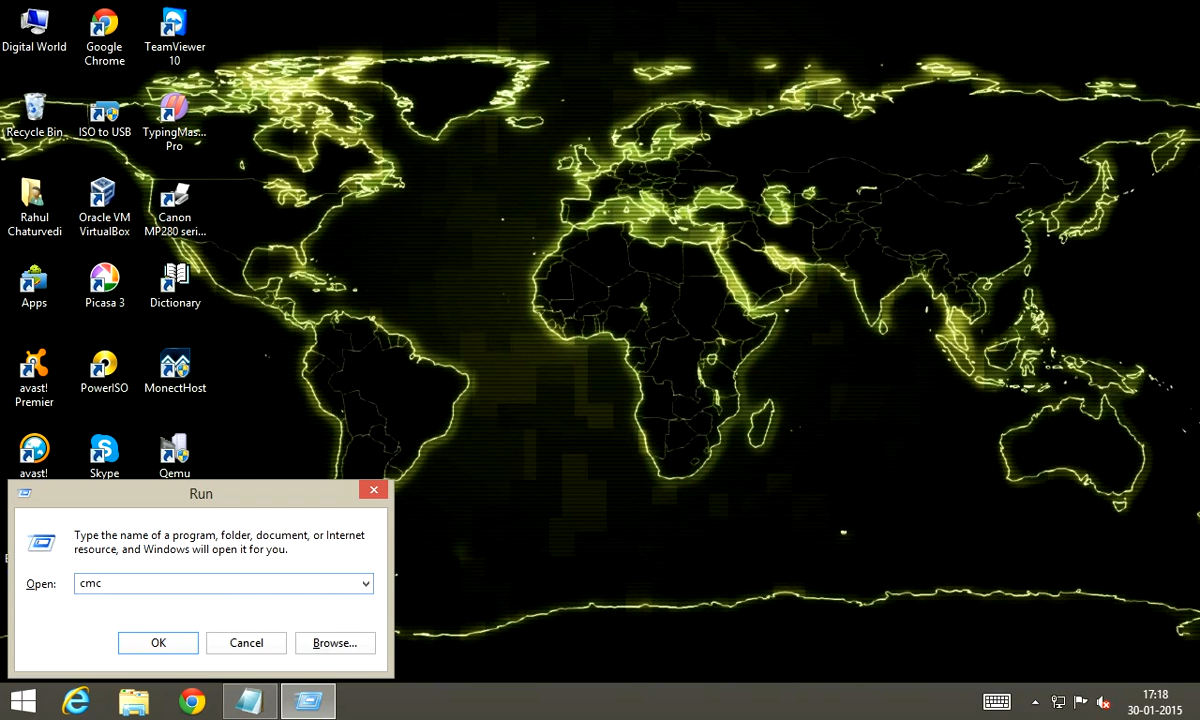 Digital World
Google
Chrome
TeamViewer
10
Recycle Bin
ISO to USB
TypingMas...
Pro
Rahul
Chaturvedi
Oracle VM
VirtualBox
Canon
MP280 seri...
Apps
Picasa 3
Dictionary
avast!
Premier
PowerISO
MonectHost
avast!
Skype
Qemu
Run
Type the name of a program, folder, document, or Internet
resource, and Windows will open it for you.
Open:
cmc
OK
Cancel
Browse...
17:18
30-01-2015